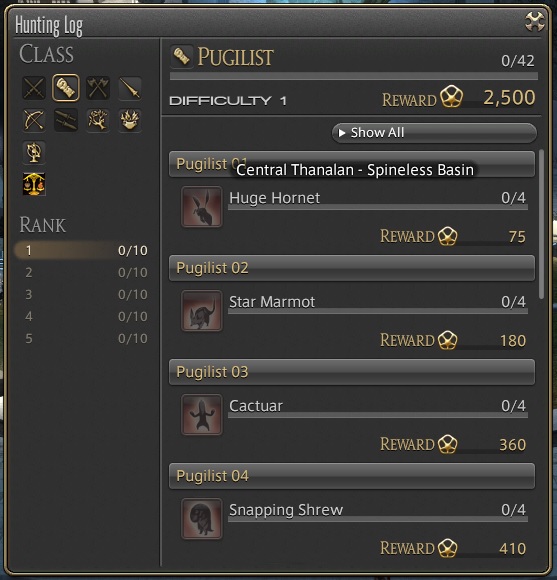 Hunting Log
CLASS
PUGILIST
0/42
DIFFICULTY 1
REWARD 2,500
Show All
RANK
1 0/10
2 0/10
3 0/10
4 0/10
5 0/10
Pugilist 01
Central Thanalan - Spineless Basin
Huge Hornet 0/4
REWARD 75
Pugilist 02
Star Marmot 0/4
REWARD 180
Pugilist 03
Cactuar 0/4
REWARD 360
Pugilist 04
Snapping Shrew 0/4
REWARD 410